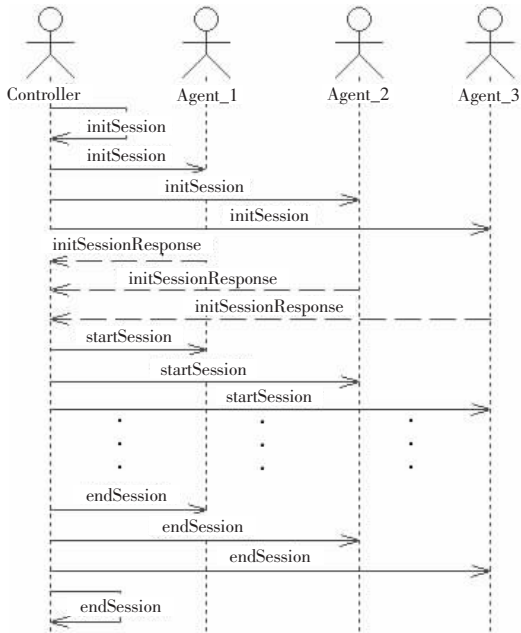 Controller Agent_1 Agent_2 Agent_3
initSession
initSession
initSession
initSession
initSessionResponse
initSessionResponse
initSessionResponse
startSession
startSession
startSession
endSession
endSession
endSession
endSession